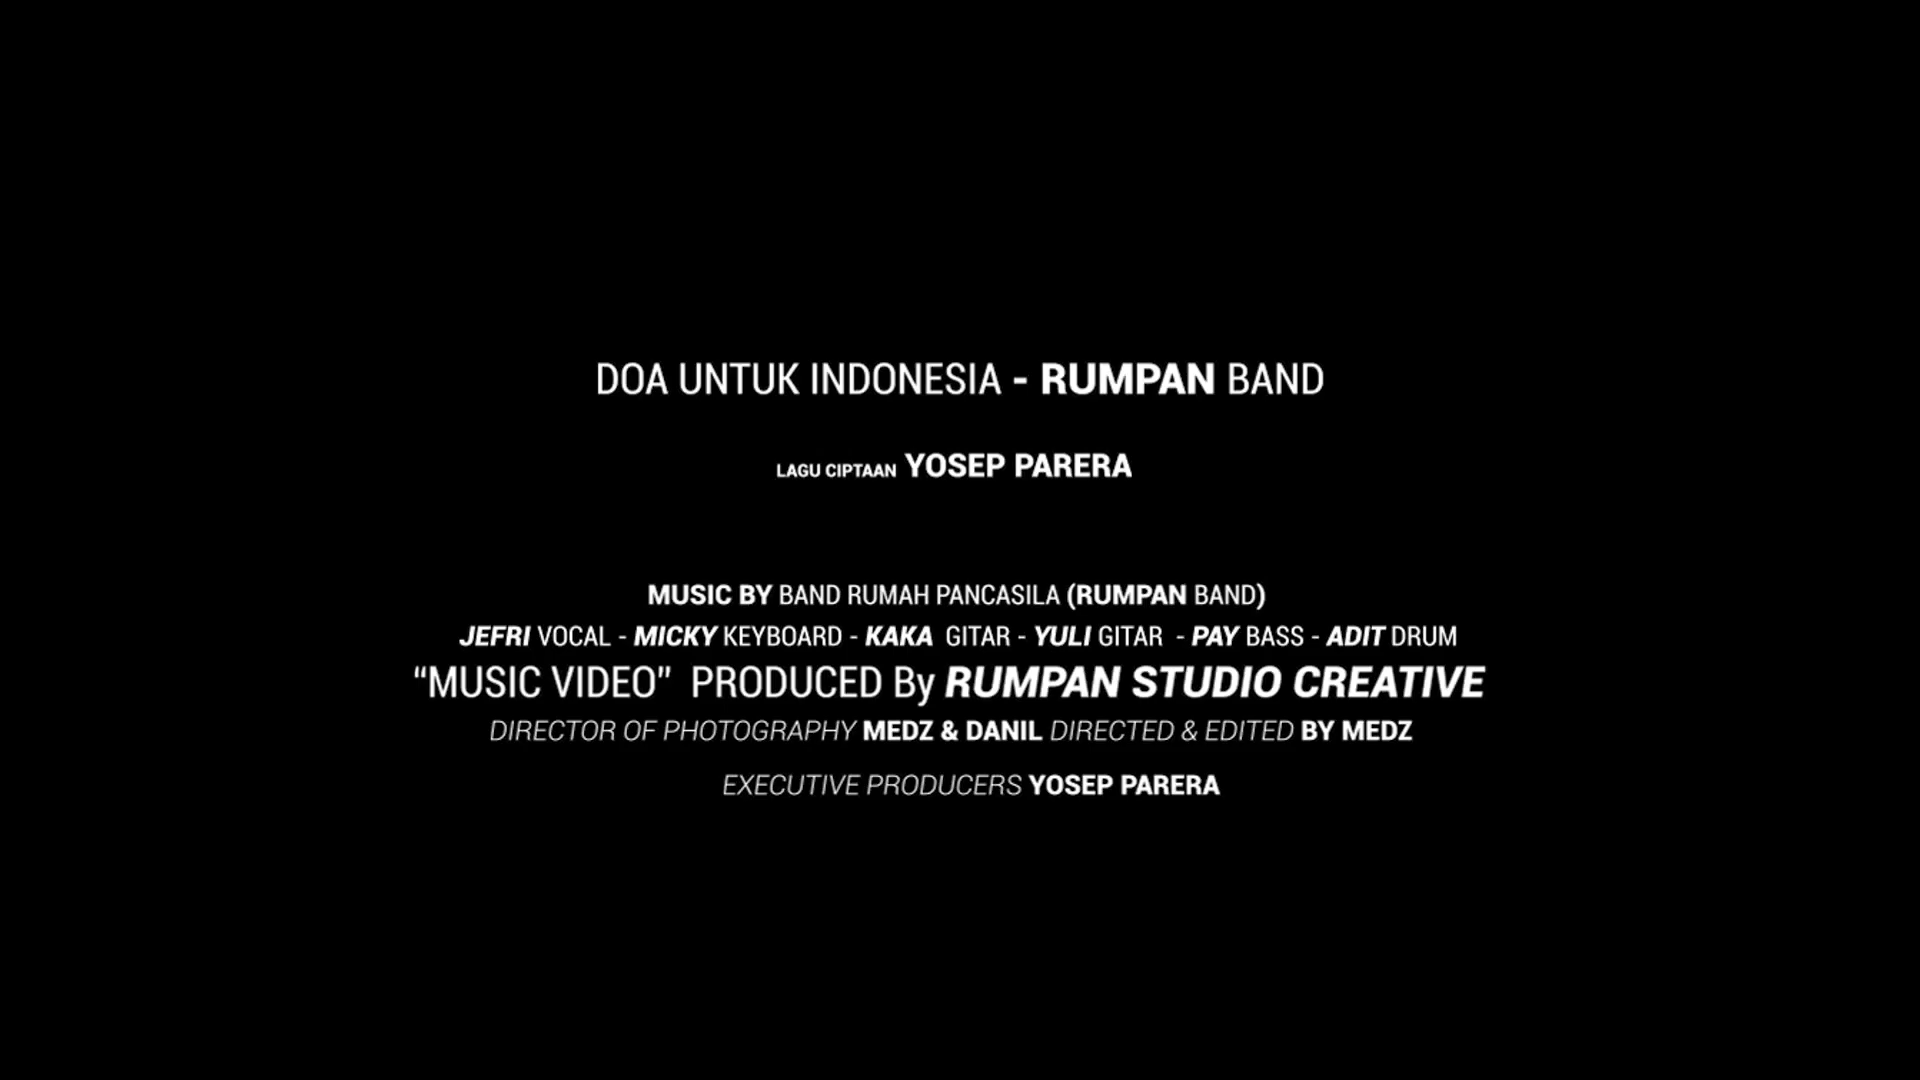 DOA UNTUK INDONESIA - RUMPAN BAND
LAGU CIPTAAN YOSEP PARERA
MUSIC BY BAND RUMAH PANCASILA (RUMPAN BAND)
JEFRI VOCAL - MICKY KEYBOARD - KAKA GITAR - YULI GITAR - PAY BASS - ADIT DRUM
“MUSIC VIDEO” PRODUCED By RUMPAN STUDIO CREATIVE
DIRECTOR OF PHOTOGRAPHY MEDZ & DANIL DIRECTED & EDITED BY MEDZ
EXECUTIVE PRODUCERS YOSEP PARERA